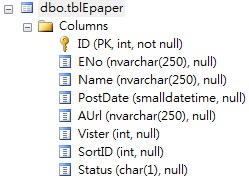 dbo.tblEpaper
Columns
ID (PK, int, not null)
ENo (nvarchar(250), null)
Name (nvarchar(250), null)
PostDate (smalldatetime, null)
AUrl (nvarchar(250), null)
Vister (int, null)
SortID (int, null)
Status (char(1), null)